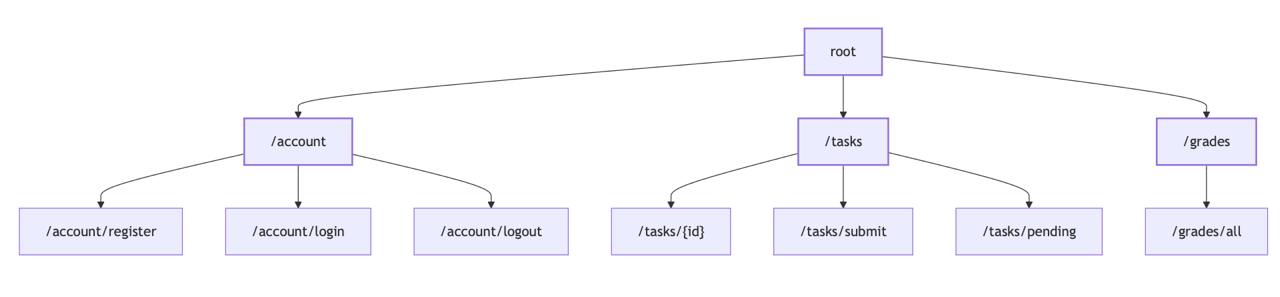 root
/account
/tasks
/grades
/account/register
/account/login
/account/logout
/tasks/{id}
/tasks/submit
/tasks/pending
/grades/all